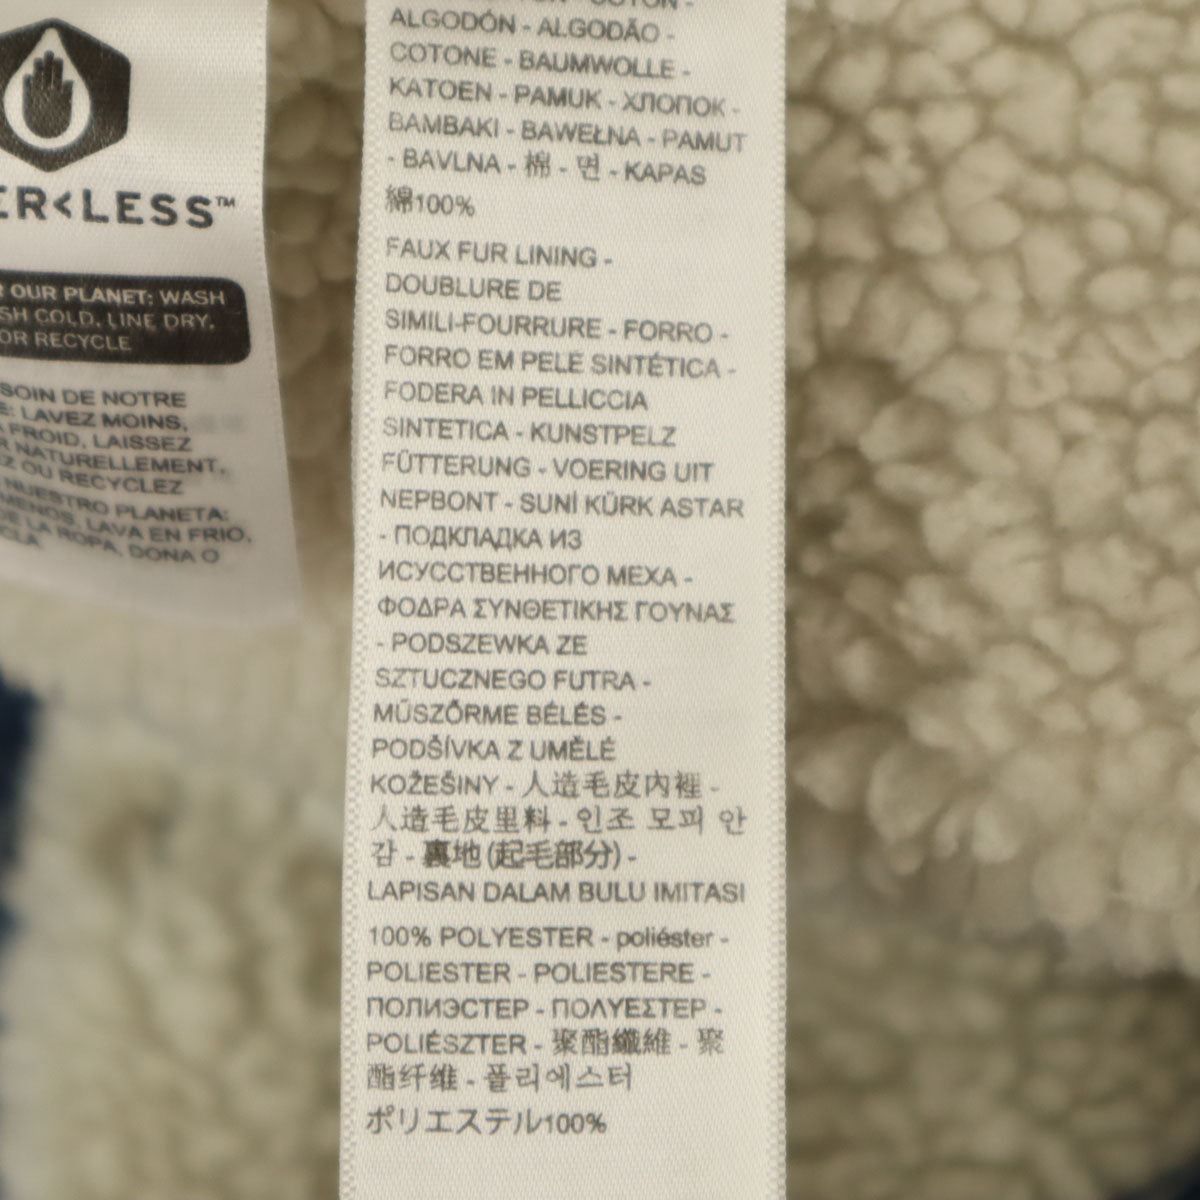 ER<LESS™
OUR PLANET: WASH
SH COLD. LINE DRY.
OR RECYCLE
SOIN DE NOTRE
LAVEZ MOINS,
FROID, LAISSEZ
NATURELLEMENT,
OU RECYCLEZ
NUESTRO PLANETA:
MENOS, LAVA EN FRIO,
DE LA ROPA, DONA O
COTON -
ALGODÓN - ALGODÃO -
COTONE - BAUMWOLLE -
KATOEN - PAMUK - ХЛОПОК -
BAMBAKI - BAWEŁNA - PAMUT
- BAVLNA - 棉 - 면 - KAPAS
綿100%
FAUX FUR LINING -
DOUBLURE DE
SIMILI-FOURRURE - FORRO -
FORRO EM PELE SINTÉTICA -
FODERA IN PELLICCIA
SINTETICA - KUNSTPELZ
FÜTTERUNG - VOERING UIT
NEPBONT - SUNİ KÜRK ASTAR
- ПОДКЛАДКА ИЗ
ИСУССТВЕННОГО МЕХА -
ΦΟΔΡΑ ΣΥΝΘΕΤΙΚΗΣ ΓΟΥΝΑΣ
- PODSZEWKA ZE
SZTUCZNEGO FUTRA -
MŰSZŐRME BÉLÉS -
PODŠÍVKA Z UMĚLÉ
KOŽEŠINY - 人造毛皮內裡 -
人造毛皮里料 - 인조 모피 안
감 - 裏地 (起毛部分) -
LAPISAN DALAM BULU IMITASI
100% POLYESTER - poliéster -
POLIESTER - POLIESTERE -
ПОЛИЭСТЕР - ΠΟΛΥΕΣΤΕΡ -
POLIÉSZTER - 聚酯纖維 - 聚
酯纤维 - 폴리에스터
ポリエステル100%